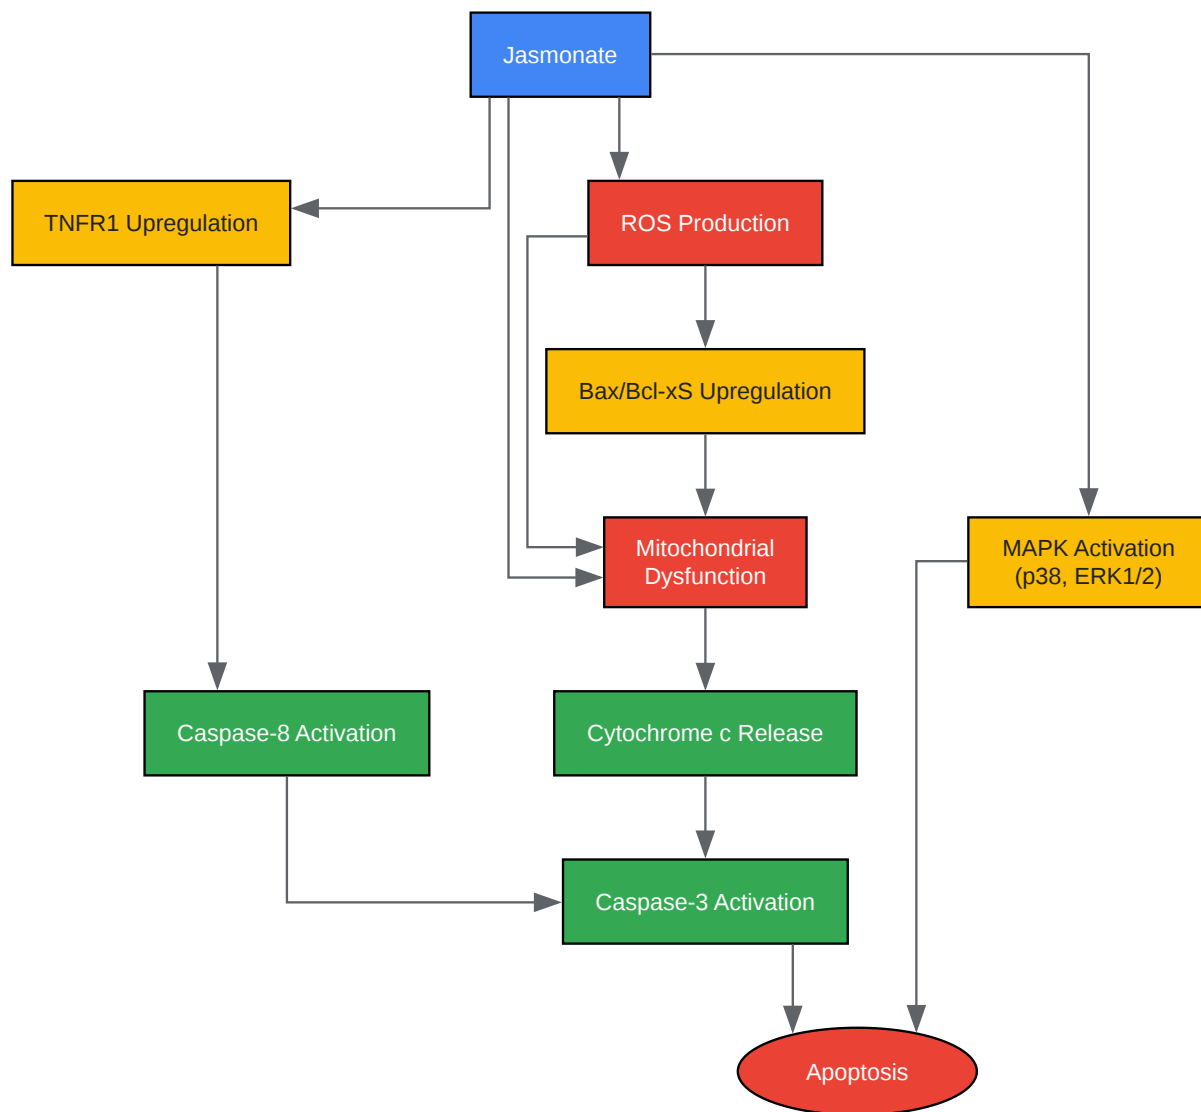 Jasmonate
TNFR1 Upregulation
ROS Production
Bax/Bcl-xS Upregulation
Mitochondrial
Dysfunction
MAPK Activation
(p38, ERK1/2)
Caspase-8 Activation
Cytochrome c Release
Caspase-3 Activation
Apoptosis